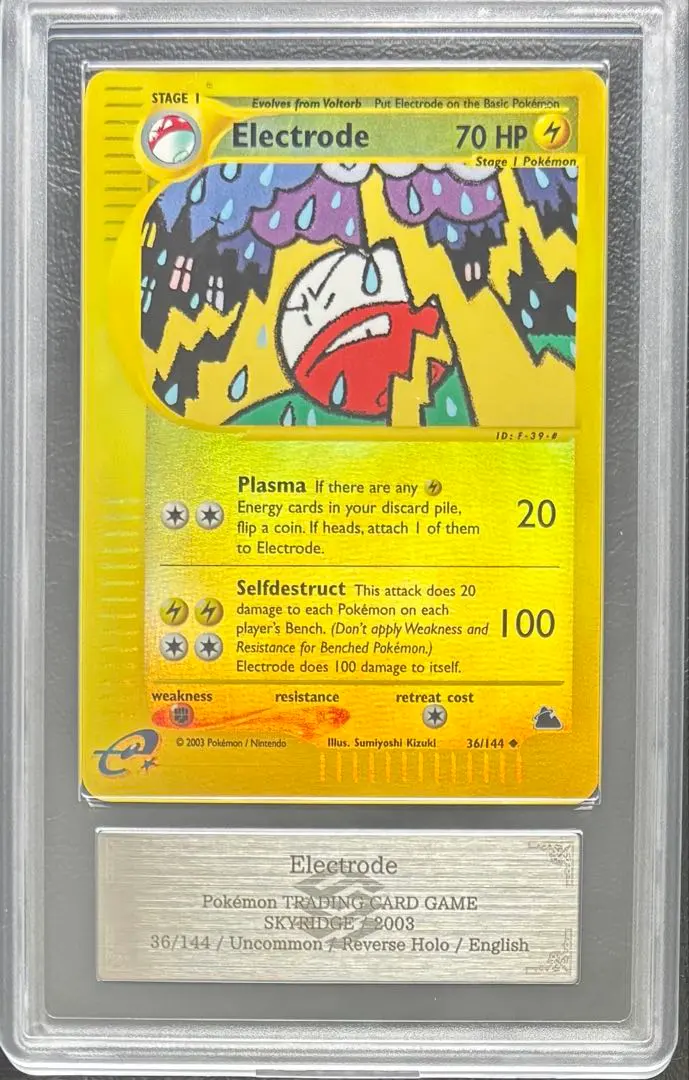 STAGE 1
Evolves from Voltorb Put Electrode on the Basic Pokémon
Electrode 70 HP
Stage 1 Pokémon
ID: F-39-#
Plasma If there are any
Energy cards in your discard pile,
flip a coin. If heads, attach 1 of them
to Electrode.
20
Selfdestruct This attack does 20
damage to each Pokémon on each
player's Bench. (Don't apply Weakness and
Resistance for Benched Pokémon.)
Electrode does 100 damage to itself.
100
weakness resistance retreat cost
© 2003 Pokémon / Nintendo Illus. Sumiyoshi Kizuki 36/144
e
Electrode
Pokémon TRADING CARD GAME
SKYRIDGE / 2003
36/144 / Uncommon / Reverse Holo / English